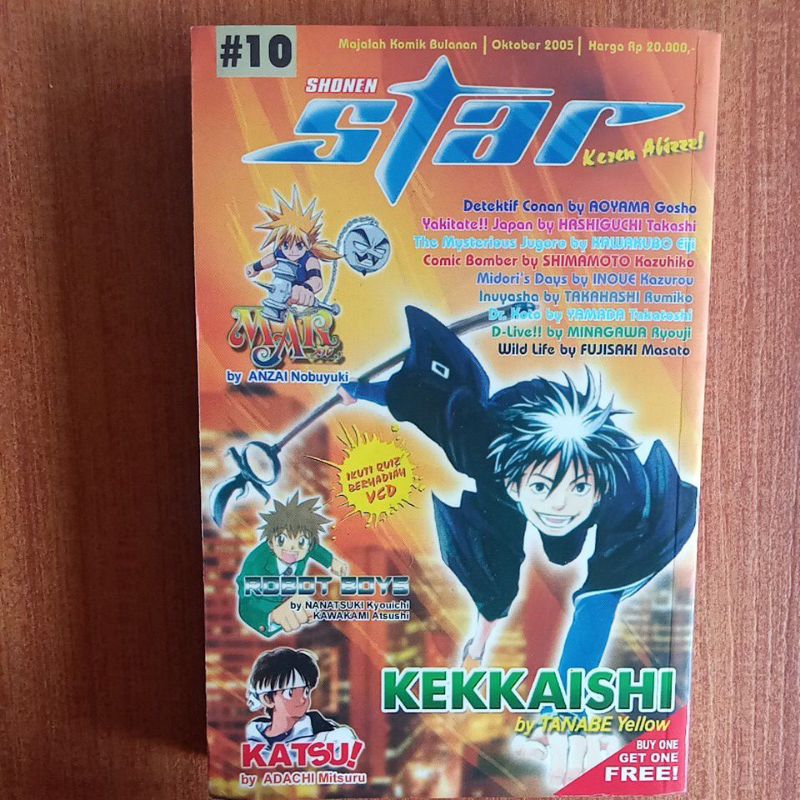 #10
Majalah Komik Bulanan | Oktober 2005 | Harga Rp 20.000,-
SHONEN
star
Keren Abizzz!
Detektif Conan by AOYAMA Gosho
Yakitate!! Japan by HASHIGUCHI Takashi
The Mysterious Jugoro by KAWAKUBO Eiji
Comic Bomber by SHIMAMOTO Kazuhiko
Midori's Days by INOUE Kazurou
Inuyasha by TAKAHASHI Rumiko
Dr. Koto by YAMADA Takatoshi
D-Live!! by MINAGAWA Ryouji
Wild Life by FUJISAKI Masato
MÄR
by ANZAI Nobuyuki
IKUTI QUIZ
BERHADIAH
VCD
ROBOT BOYS
by NANATSUKI Kyouichi
KAWAKAMI Atsushi
KEKKAISHI
by TANABE Yellow
KATSU!
by ADACHI Mitsuru
BUY ONE
GET ONE
FREE!